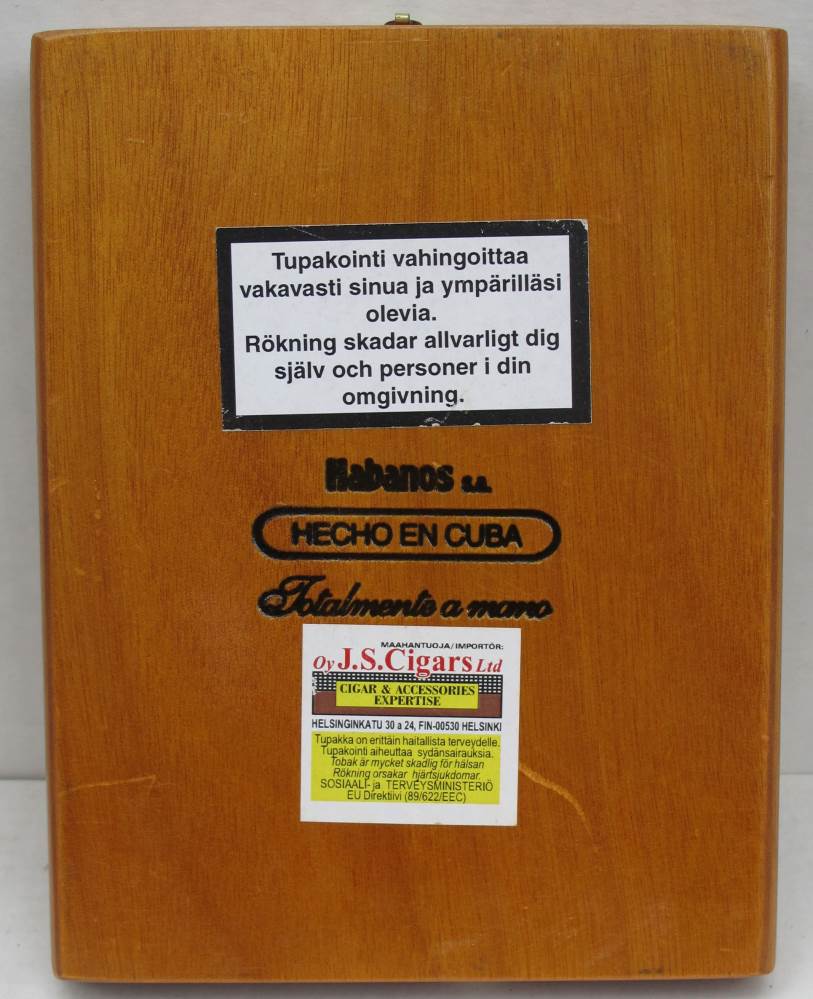 Tupakointi vahingoittaa
vakavasti sinua ja ympärilläsi
olevia.
Rökning skadar allvarligt dig
själv och personer i din
omgivning.
Habanos s.a.
HECHO EN CUBA
Totalmente a mano
MAAHANTUOJA/IMPORTÖR:
Oy J.S.Cigars Ltd
CIGAR & ACCESSORIES
EXPERTISE
HELSINGINKATU 30 a 24, FIN-00530 HELSINKI
Tupakka on erittäin haitallista terveydelle.
Tupakointi aiheuttaa sydänsairauksia.
Tobak är mycket skadlig för hälsan
Rökning orsakar hjärtsjukdomar.
SOSIAALI- ja TERVEYSMINISTERIÖ
EU Direktiivi (89/622/EEC)